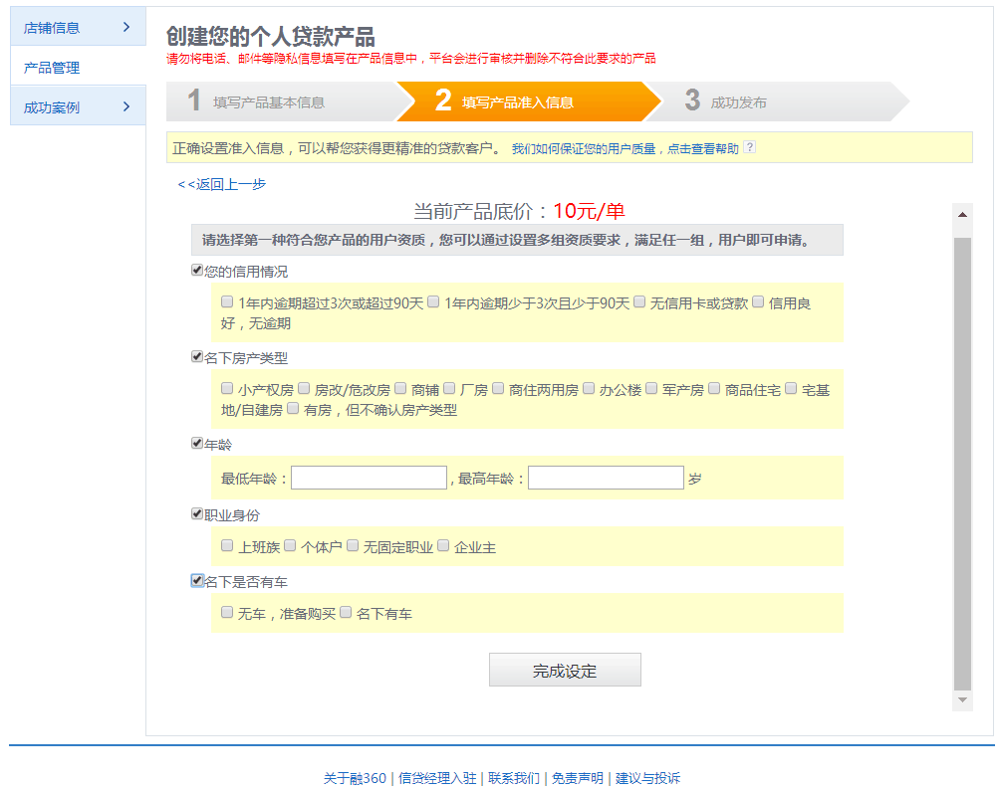 店铺信息
产品管理
成功案例
创建您的个人贷款产品
请勿将电话、邮件等隐私信息填写在产品信息中，平台会进行审核并删除不符合此要求的产品
1 填写产品基本信息 2 填写产品准入信息 3 成功发布
正确设置准入信息，可以帮您获得更精准的贷款客户。 我们如何保证您的用户质量，点击查看帮助 ?
<<返回上一步
当前产品底价：10元/单
请选择第一种符合您产品的用户资质，您可以通过设置多组资质要求，满足任一组，用户即可申请。
您的信用情况
1年内逾期超过3次或超过90天 1年内逾期少于3次且少于90天 无信用卡或贷款 信用良
好，无逾期
名下房产类型
小产权房 房改/危改房 商铺 厂房 商住两用房 办公楼 军产房 商品住宅 宅基
地/自建房 有房，但不确认房产类型
年龄
最低年龄： , 最高年龄： 岁
职业身份
上班族 个体户 无固定职业 企业主
名下是否有车
无车，准备购买 名下有车
完成设定
关于融360 | 信贷经理入驻 | 联系我们 | 免责声明 | 建议与投诉